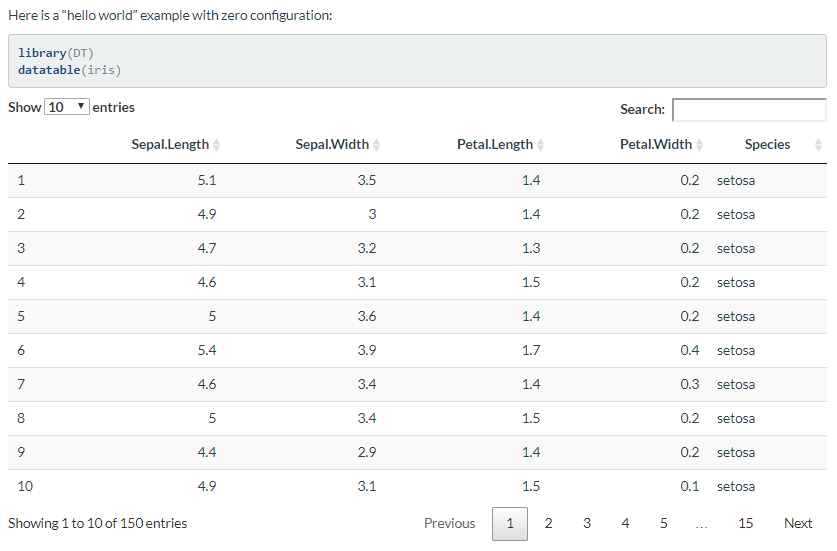 Here is a “hello world” example with zero configuration:
library(DT)
datatable(iris)
Show 10 entries Search:
Sepal.Length Sepal.Width Petal.Length Petal.Width Species
1 5.1 3.5 1.4 0.2 setosa
2 4.9 3 1.4 0.2 setosa
3 4.7 3.2 1.3 0.2 setosa
4 4.6 3.1 1.5 0.2 setosa
5 5 3.6 1.4 0.2 setosa
6 5.4 3.9 1.7 0.4 setosa
7 4.6 3.4 1.4 0.3 setosa
8 5 3.4 1.5 0.2 setosa
9 4.4 2.9 1.4 0.2 setosa
10 4.9 3.1 1.5 0.1 setosa
Showing 1 to 10 of 150 entries Previous 1 2 3 4 5 … 15 Next